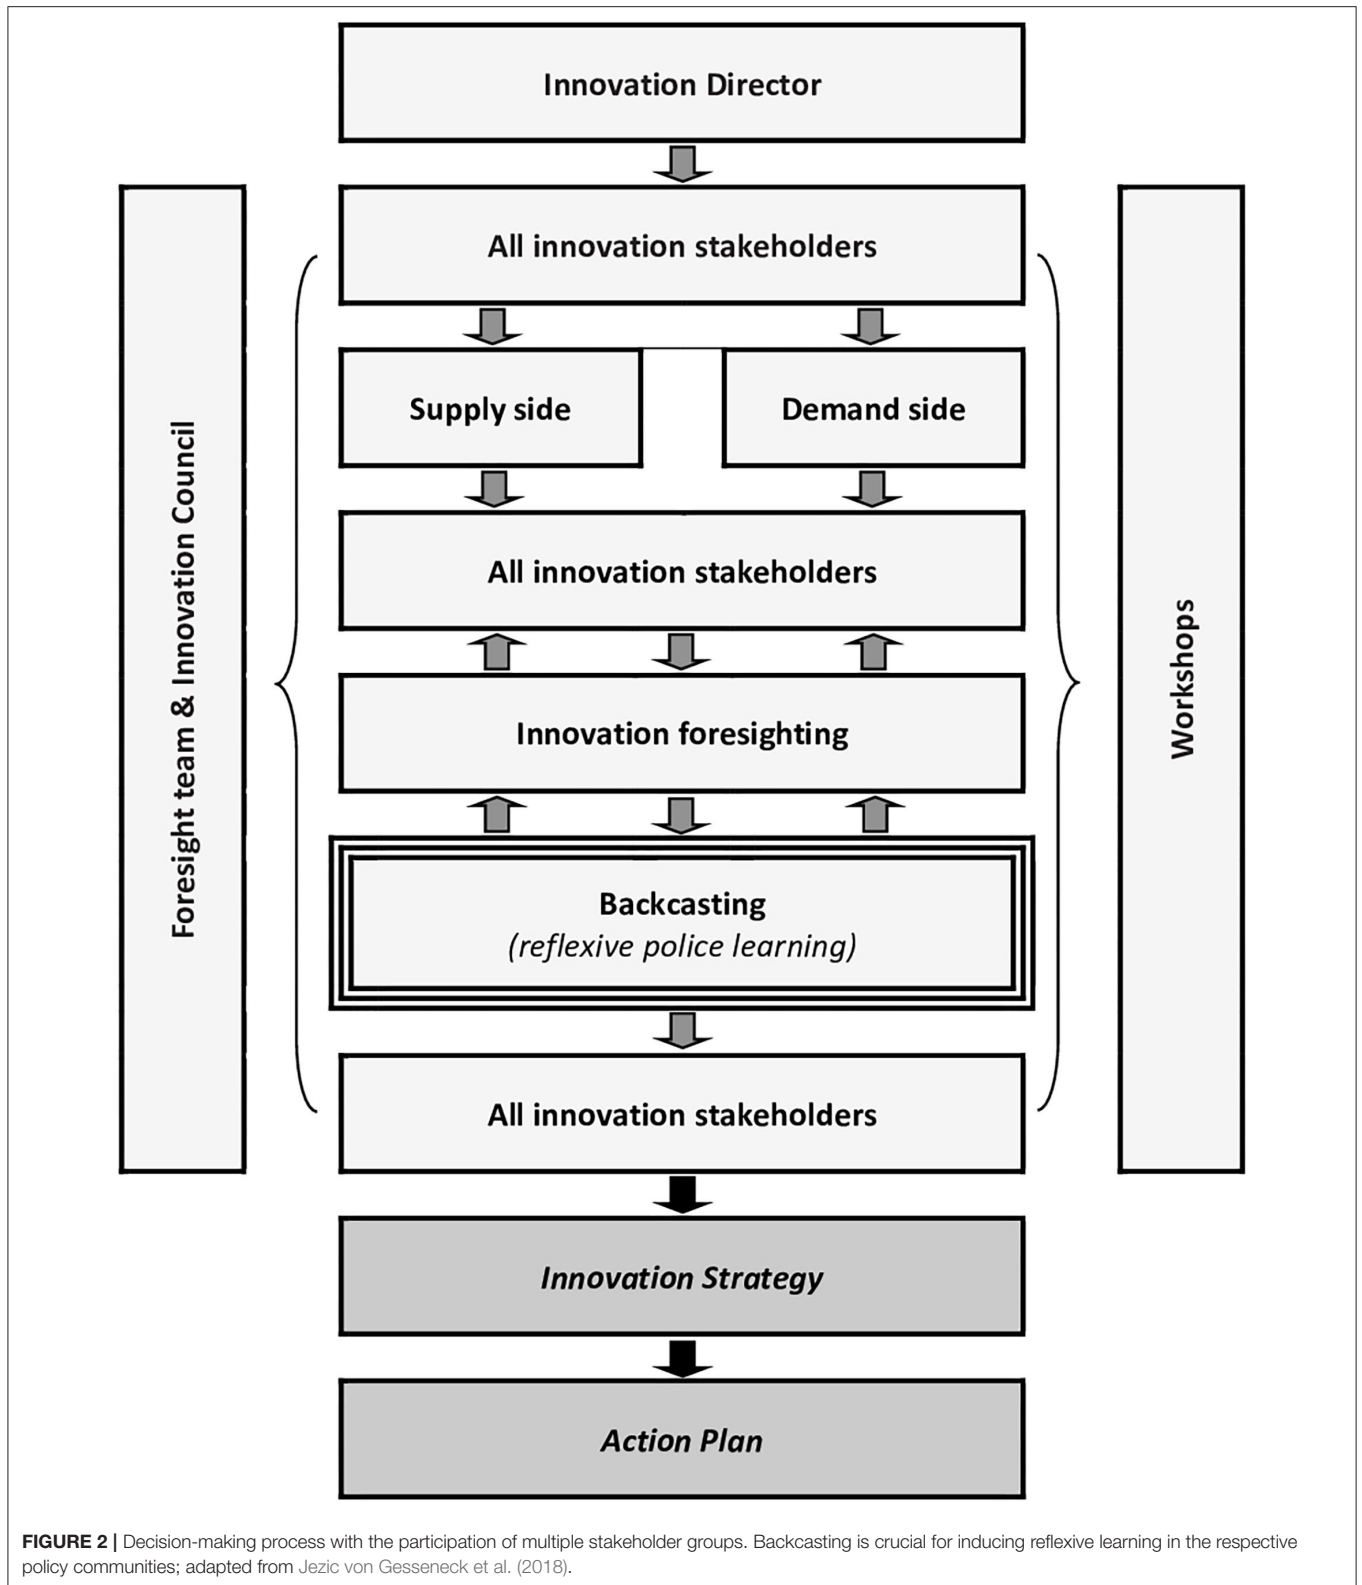 Innovation Director
All innovation stakeholders
Supply side
Demand side
All innovation stakeholders
Innovation foresighting
Backcasting
(reflexive police learning)
All innovation stakeholders
Innovation Strategy
Action Plan
Foresight team & Innovation Council
Workshops
FIGURE 2 | Decision-making process with the participation of multiple stakeholder groups. Backcasting is crucial for inducing reflexive learning in the respective
policy communities; adapted from Jezic von Gesseneck et al. (2018).